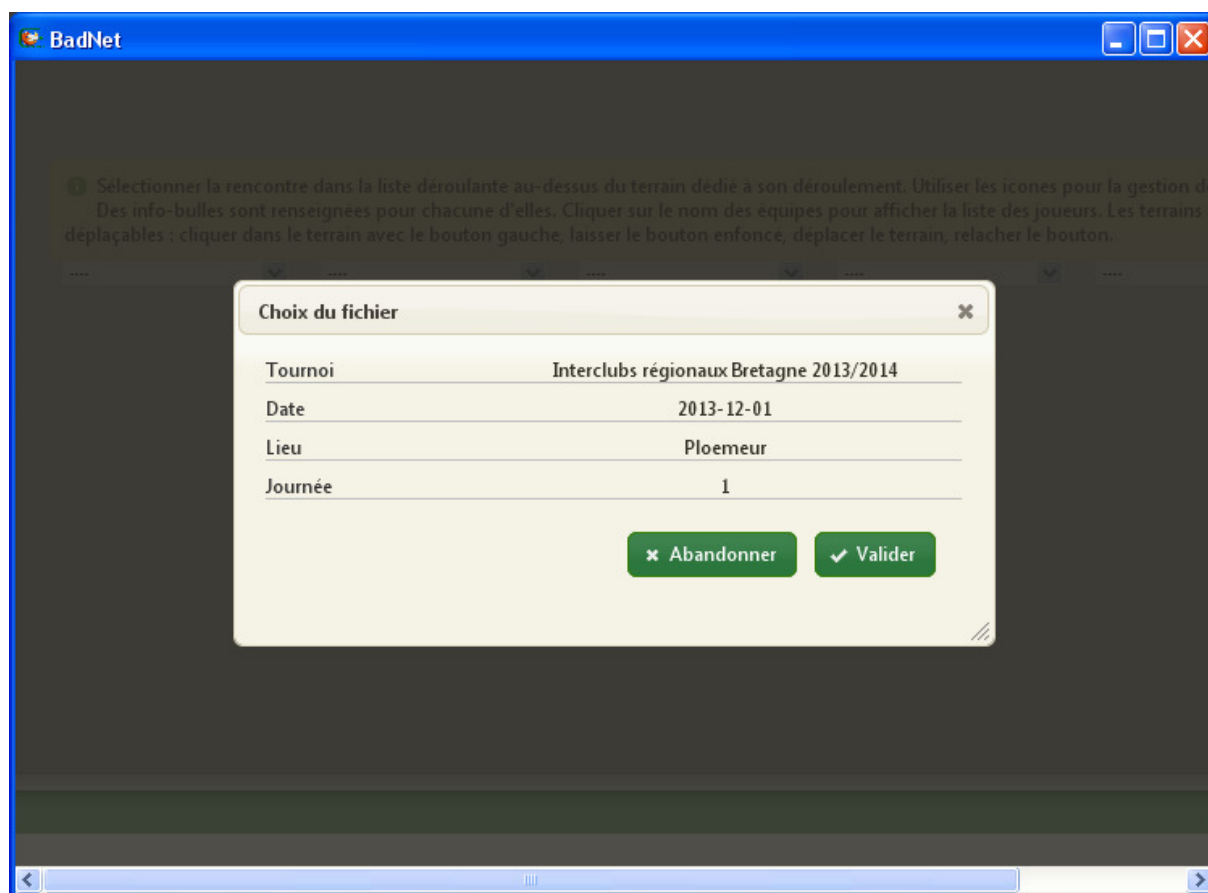 BadNet
Sélectionner la rencontre dans la liste déroulante au-dessus du terrain dédié à son déroulement. Utiliser les icones pour la gestion
Des info-bulles sont renseignées pour chacune d'elles. Cliquer sur le nom des équipes pour afficher la liste des joueurs. Les terrains
deplaçables : cliquer dans le terrain avec le bouton gauche, laisser le bouton enfoncé, déplacer le terrain, relacher le bouton.
---- ---- ---- ---- ----
Choix du fichier
Tournoi Interclubs régionaux Bretagne 2013/2014
Date 2013-12-01
Lieu Ploemeur
Journée 1
Abandonner Valider